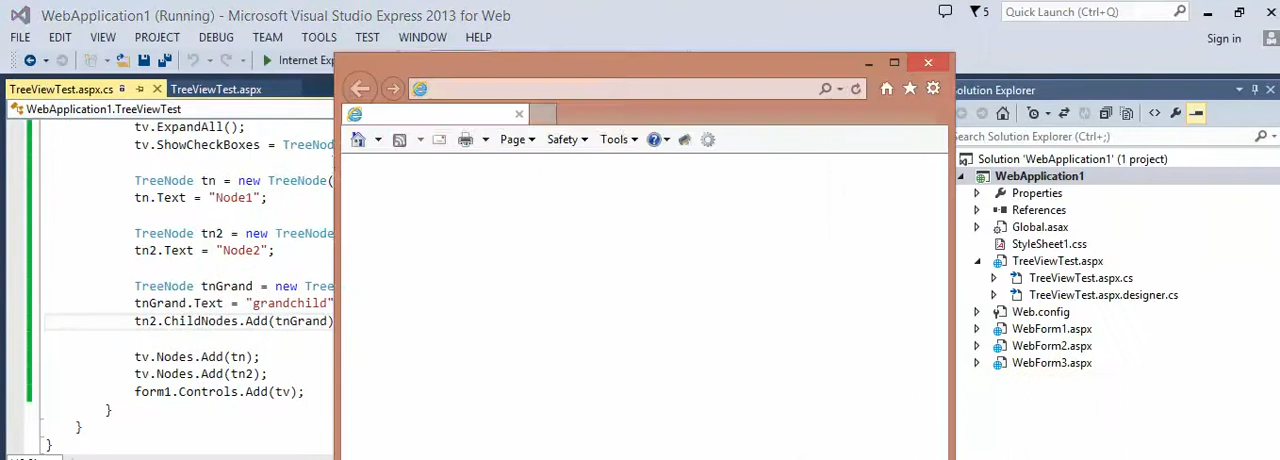 WebApplication1 (Running) - Microsoft Visual Studio Express 2013 for Web
5
Quick Launch (Ctrl+Q)
FILE EDIT VIEW PROJECT DEBUG TEAM TOOLS TEST WINDOW HELP
Sign in
Internet Exp
TreeViewTest.aspx.cs TreeViewTest.aspx
WebApplication1.TreeViewTest
tv.ExpandAll();
tv.ShowCheckBoxes = TreeNode
TreeNode tn = new TreeNode(
tn.Text = "Node1";
TreeNode tn2 = new TreeNode
tn2.Text = "Node2";
TreeNode tnGrand = new Tree
tnGrand.Text = "grandchild"
tn2.ChildNodes.Add(tnGrand)
tv.Nodes.Add(tn);
tv.Nodes.Add(tn2);
form1.Controls.Add(tv);
}
}
}
Page Safety Tools
Solution Explorer
Search Solution Explorer (Ctrl+;)
Solution 'WebApplication1' (1 project)
WebApplication1
Properties
References
Global.asax
StyleSheet1.css
TreeViewTest.aspx
TreeViewTest.aspx.cs
TreeViewTest.aspx.designer.cs
Web.config
WebForm1.aspx
WebForm2.aspx
WebForm3.aspx